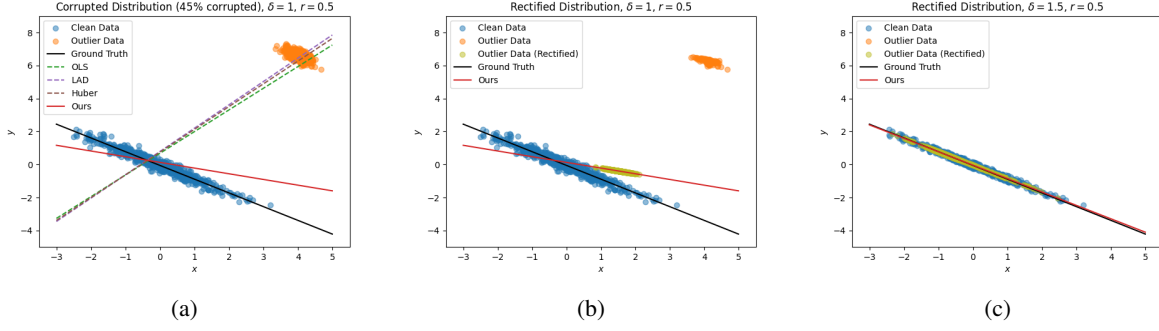 Corrupted Distribution (45% corrupted), δ = 1, r = 0.5
Clean Data
Outlier Data
Ground Truth
OLS
LAD
Huber
Ours
y
8
6
4
2
0
−2
−4
−3 −2 −1 0 1 2 3 4 5
x
(a)
Rectified Distribution, δ = 1, r = 0.5
Clean Data
Outlier Data
Outlier Data (Rectified)
Ground Truth
Ours
y
8
6
4
2
0
−2
−4
−3 −2 −1 0 1 2 3 4 5
x
(b)
Rectified Distribution, δ = 1.5, r = 0.5
Clean Data
Outlier Data
Outlier Data (Rectified)
Ground Truth
Ours
y
8
6
4
2
0
−2
−4
−3 −2 −1 0 1 2 3 4 5
x
(c)